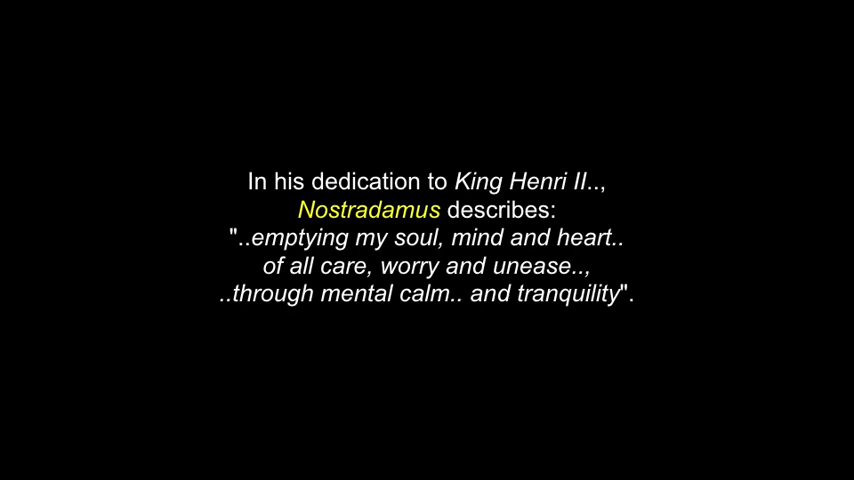 In his dedication to King Henri II..,
Nostradamus describes:
"..emptying my soul, mind and heart..
of all care, worry and unease..,
..through mental calm.. and tranquility".